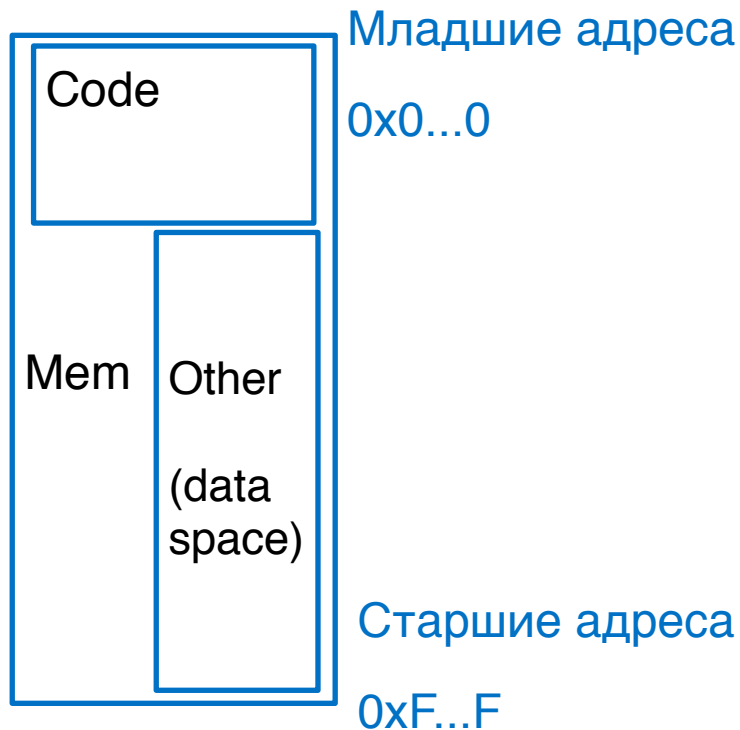 Младшие адреса
Code
0x0...0
Mem
Other
(data
space)
Старшие адреса
0xF...F